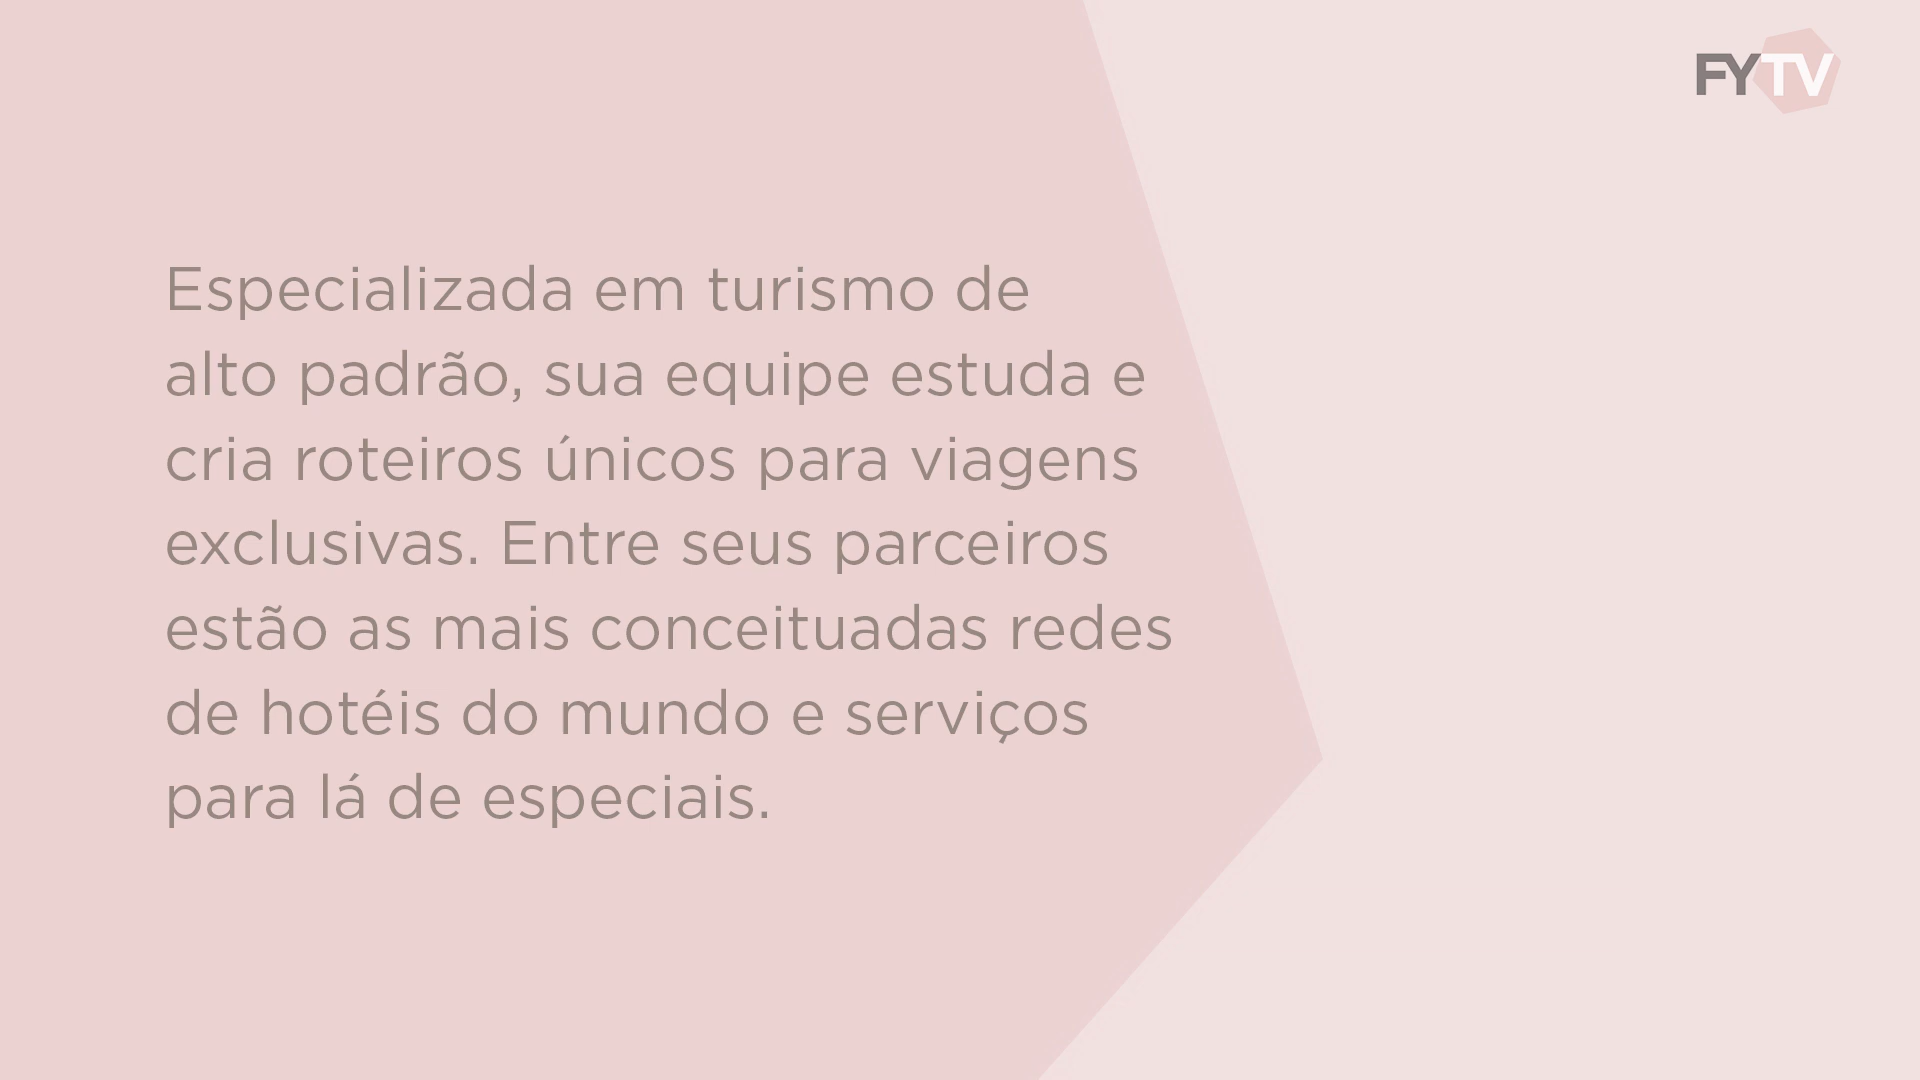 FYTV
Especializada em turismo de
alto padrão, sua equipe estuda e
cria roteiros únicos para viagens
exclusivas. Entre seus parceiros
estão as mais conceituadas redes
de hotéis do mundo e serviços
para lá de especiais.